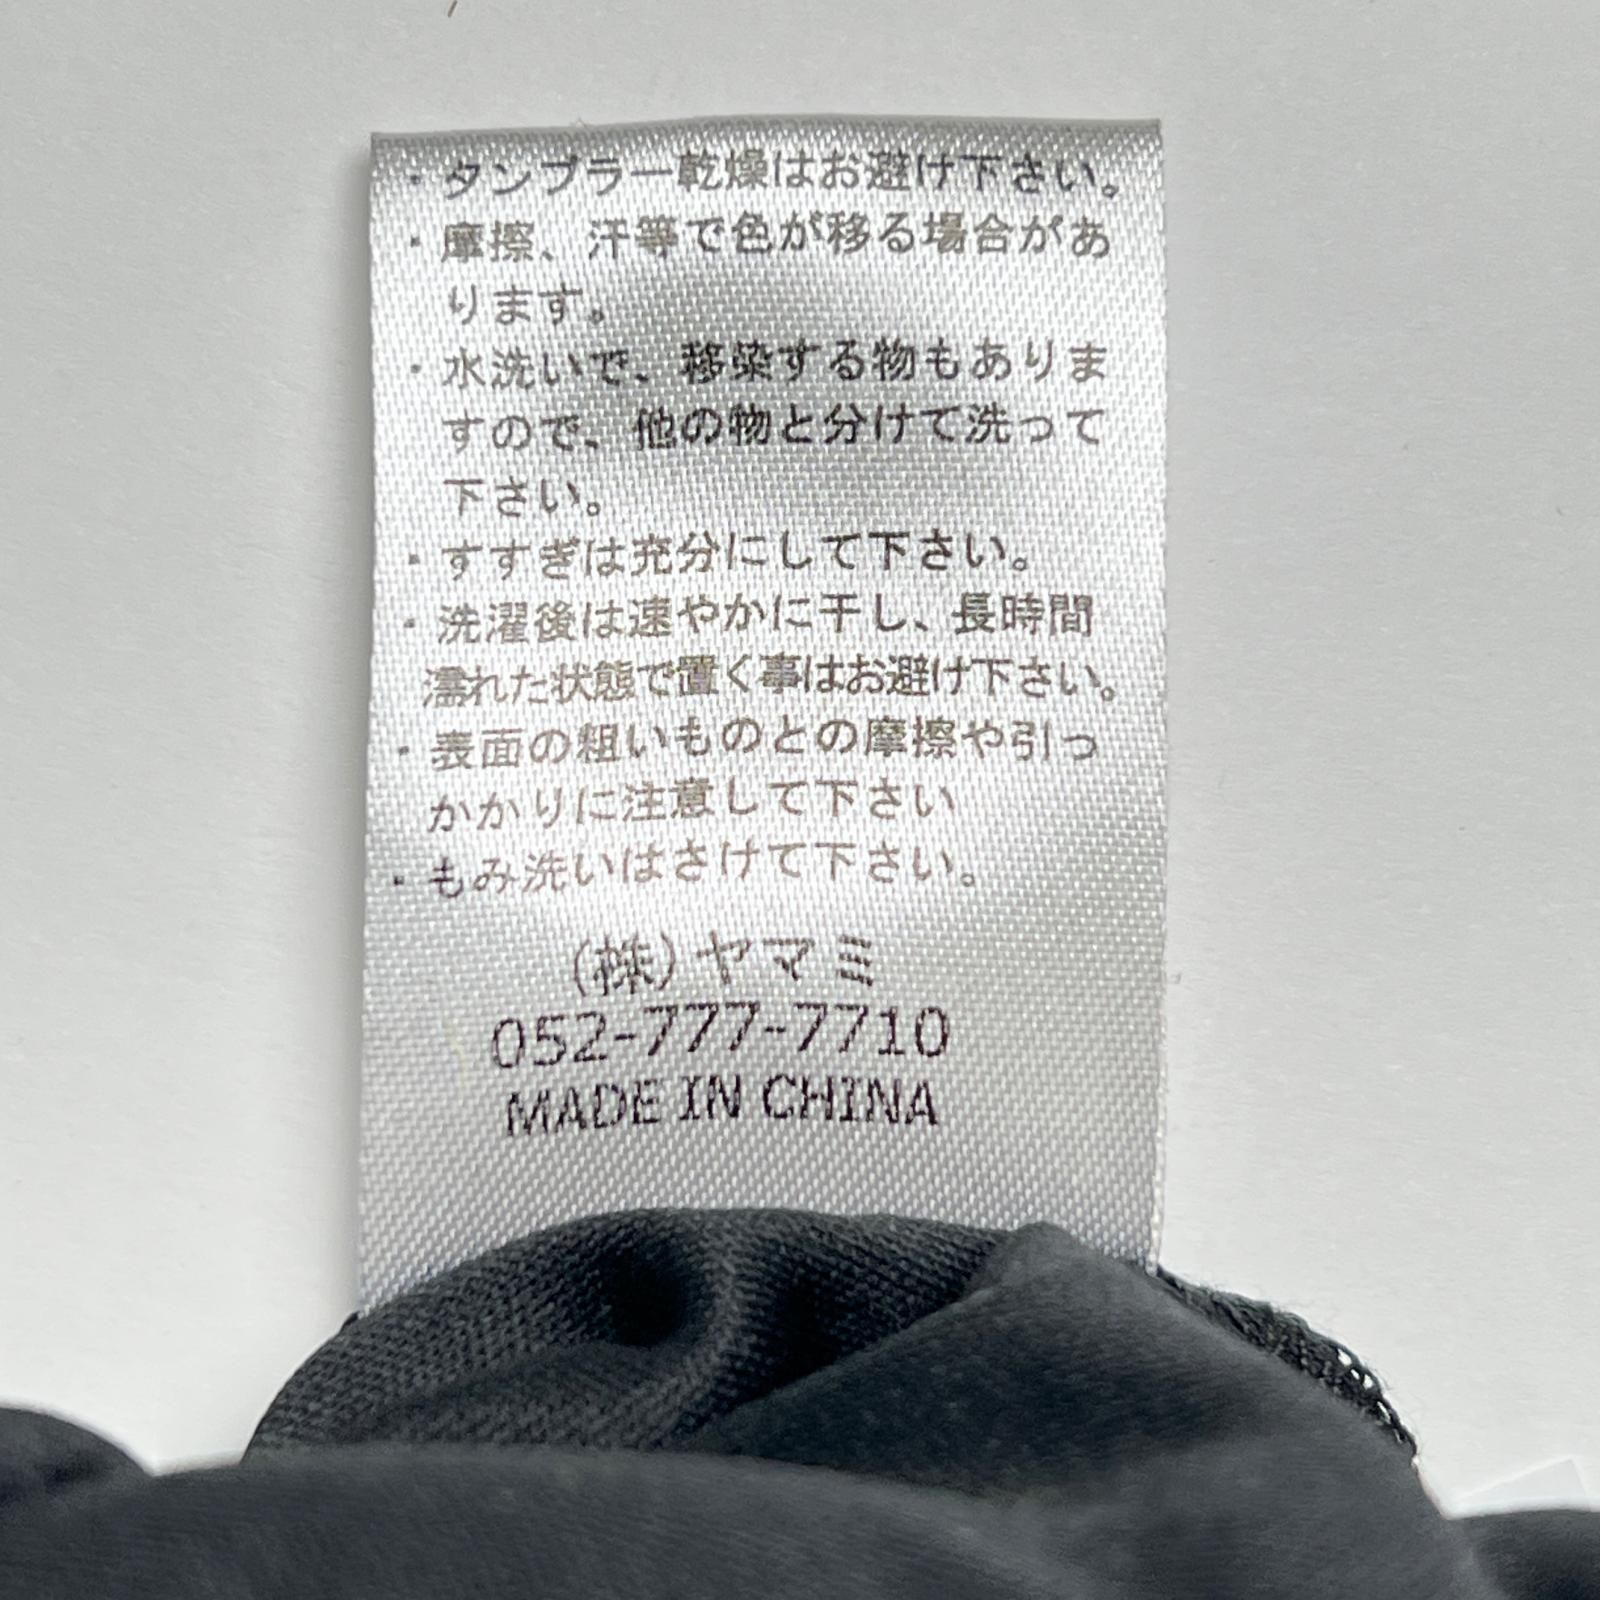 ・タンブラー乾燥はお避け下さい。
・摩擦、汗等で色が移る場合があ
ります。
・水洗いで、移染する物もありま
すので、他の物と分けて洗って
下さい。
・すすぎは充分にして下さい。
・洗濯後は速やかに干し、長時間
濡れた状態で置く事はお避け下さい。
・表面の粗いものとの摩擦や引っ
かかりに注意して下さい
・もみ洗いはさけて下さい。
(株)ヤマミ
052-777-7710
MADE IN CHINA